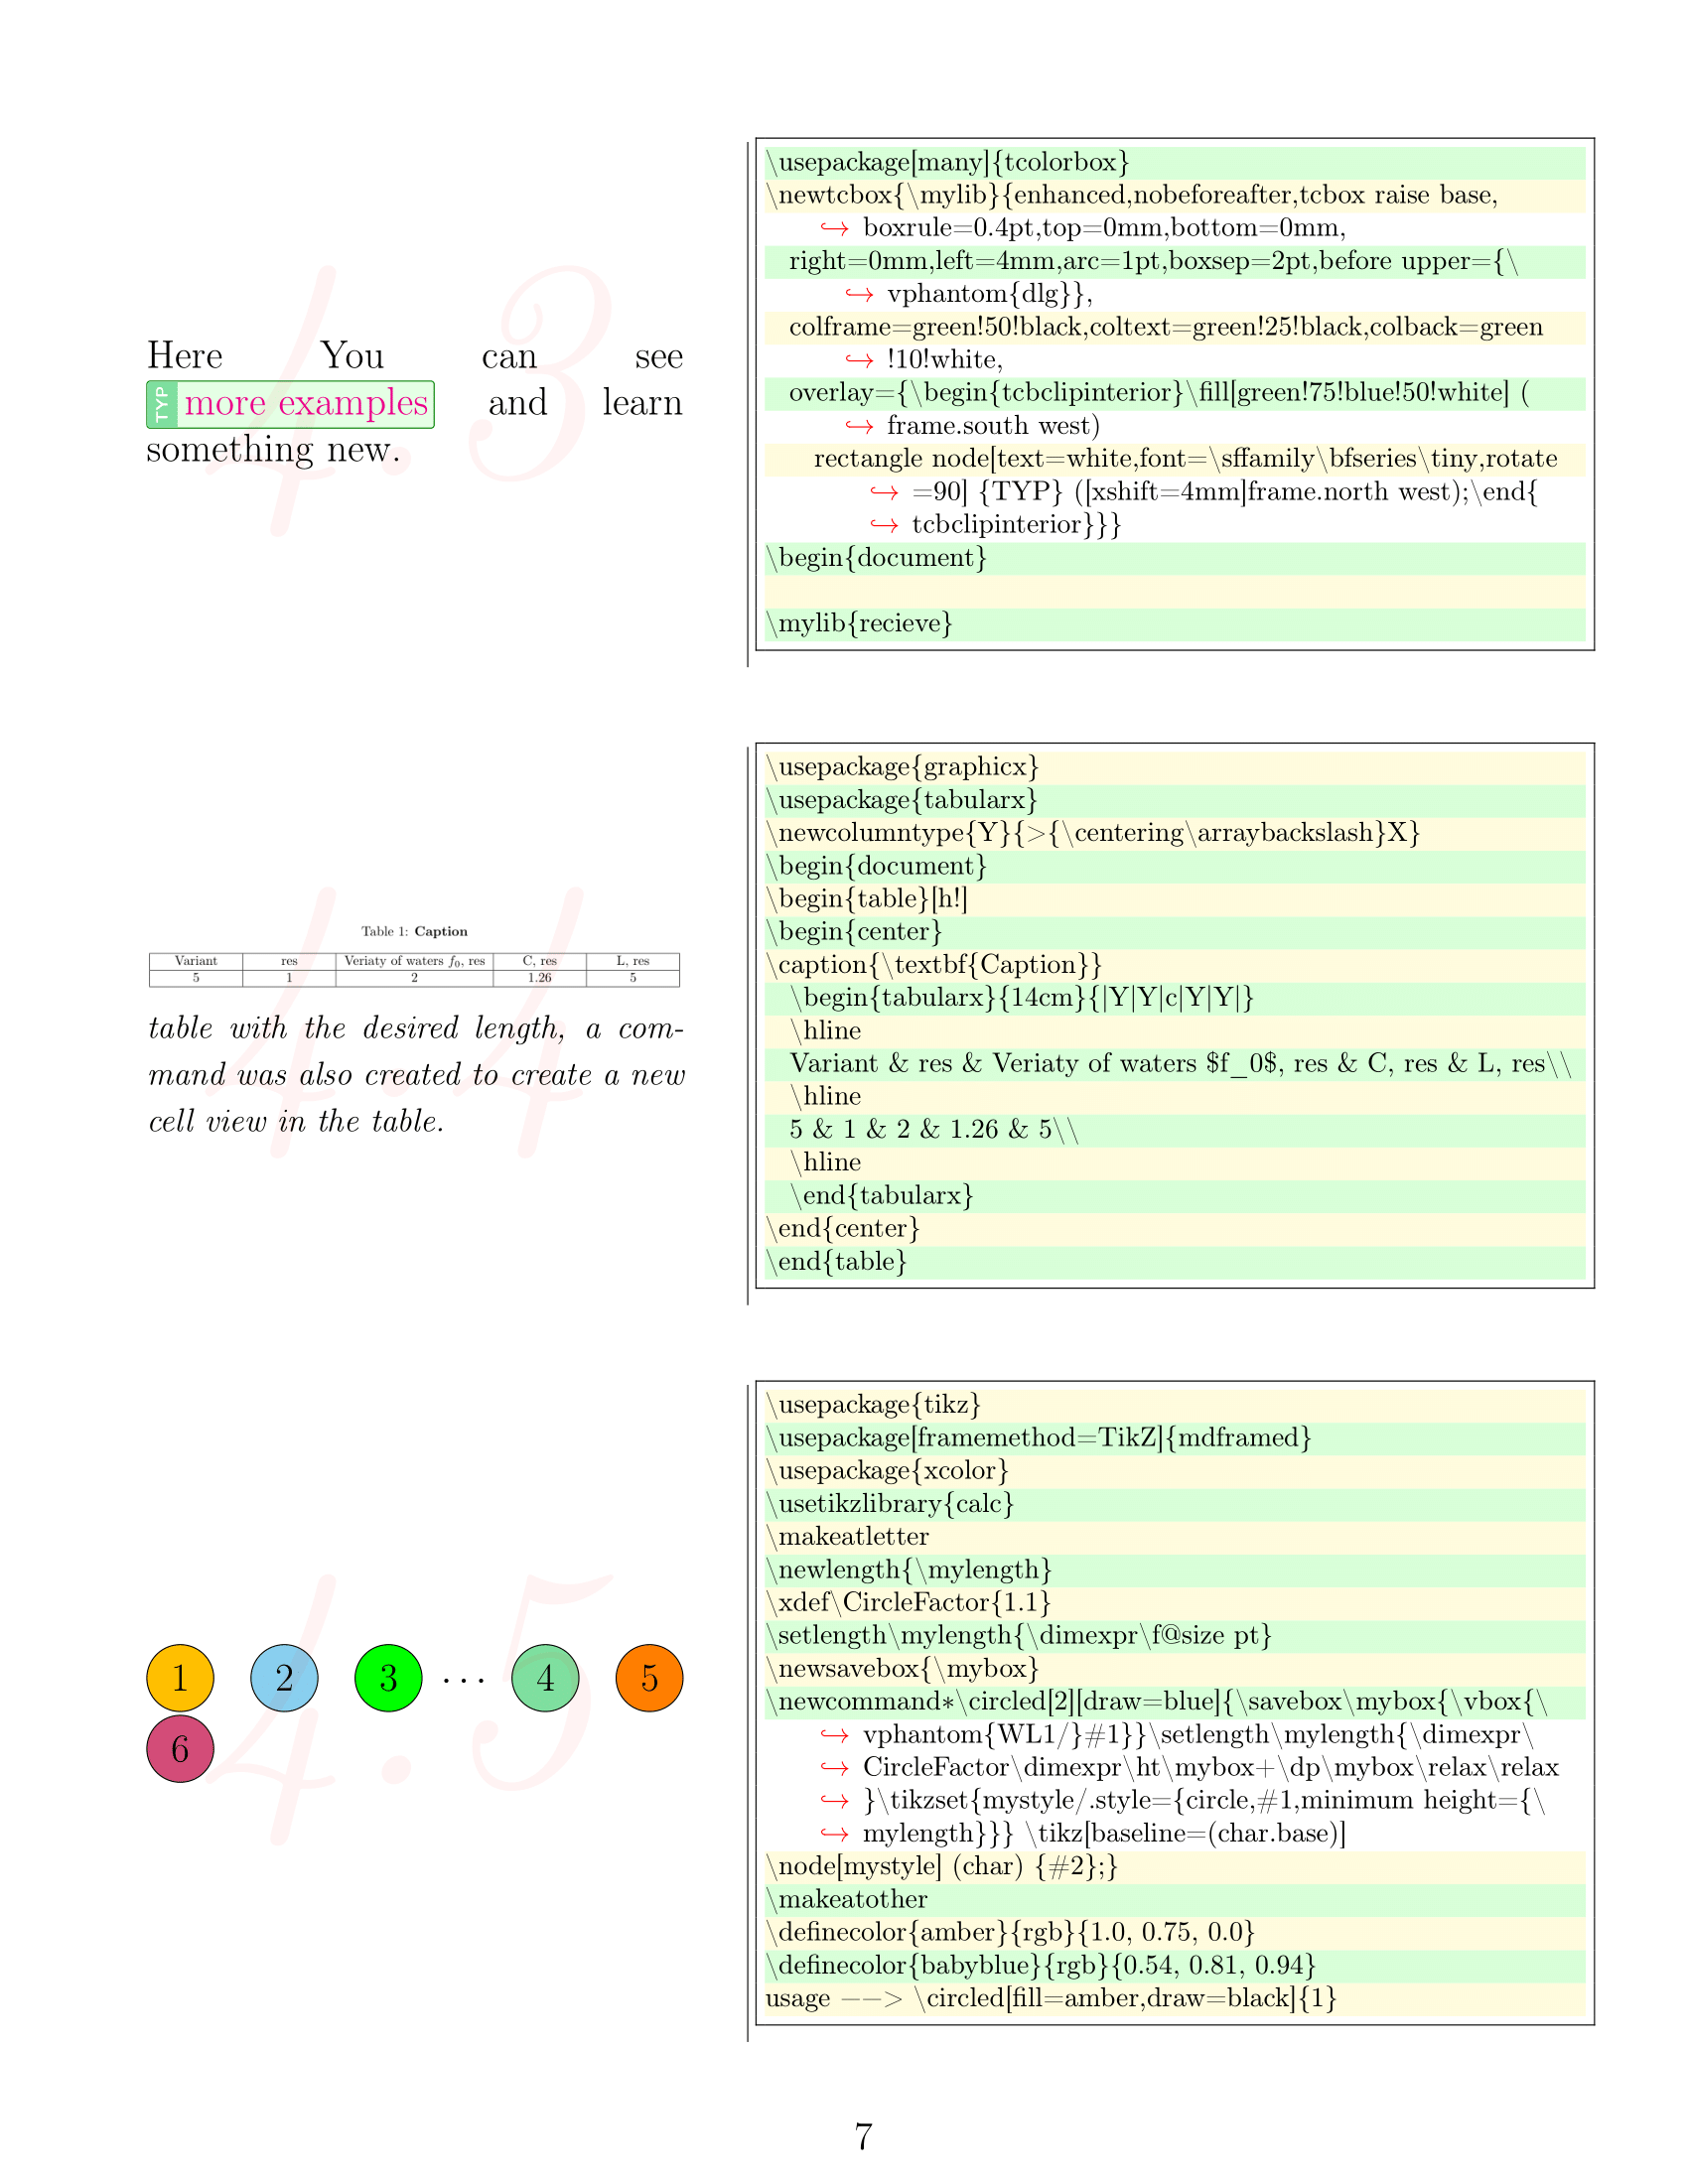 4.3
Here You can see
TYP more examples and learn
something new.
\usepackage[many]{tcolorbox}
\newtcbox{\mylib}{enhanced,nobeforeafter,tcbox raise base,
↪ boxrule=0.4pt,top=0mm,bottom=0mm,
right=0mm,left=4mm,arc=1pt,boxsep=2pt,before upper={\
↪ vphantom{dlg}},
colframe=green!50!black,coltext=green!25!black,colback=green
↪ !10!white,
overlay={\begin{tcbclipinterior}\fill[green!75!blue!50!white] (
↪ frame.south west)
rectangle node[text=white,font=\sffamily\bfseries\tiny,rotate
↪ =90] {TYP} ([xshift=4mm]frame.north west);\end{
↪ tcbclipinterior}}}
\begin{document}
\mylib{recieve}
4.4
Table 1: Caption
Variant res Veriaty of waters f₀, res C, res L, res
5 1 2 1.26 5
table with the desired length, a com-
mand was also created to create a new
cell view in the table.
\usepackage{graphicx}
\usepackage{tabularx}
\newcolumntype{Y}{>{\centering\arraybackslash}X}
\begin{document}
\begin{table}[h!]
\begin{center}
\caption{\textbf{Caption}}
\begin{tabularx}{14cm}{|Y|Y|c|Y|Y|}
\hline
Variant & res & Veriaty of waters $f_0$, res & C, res & L, res\\
\hline
5 & 1 & 2 & 1.26 & 5\\
\hline
\end{tabularx}
\end{center}
\end{table}
4.5
1 2 3 ··· 4 5
6
\usepackage{tikz}
\usepackage[framemethod=TikZ]{mdframed}
\usepackage{xcolor}
\usetikzlibrary{calc}
\makeatletter
\newlength{\mylength}
\xdef\CircleFactor{1.1}
\setlength\mylength{\dimexpr\f@size pt}
\newsavebox{\mybox}
\newcommand*\circled[2][draw=blue]{\savebox\mybox{\vbox{\
↪ vphantom{WL1/}#1}}\setlength\mylength{\dimexpr\
↪ CircleFactor\dimexpr\ht\mybox+\dp\mybox\relax\relax
↪ }\tikzset{mystyle/.style={circle,#1,minimum height={\
↪ mylength}}} \tikz[baseline=(char.base)]
\node[mystyle] (char) {#2};}
\makeatother
\definecolor{amber}{rgb}{1.0, 0.75, 0.0}
\definecolor{babyblue}{rgb}{0.54, 0.81, 0.94}
usage −−> \circled[fill=amber,draw=black]{1}
7